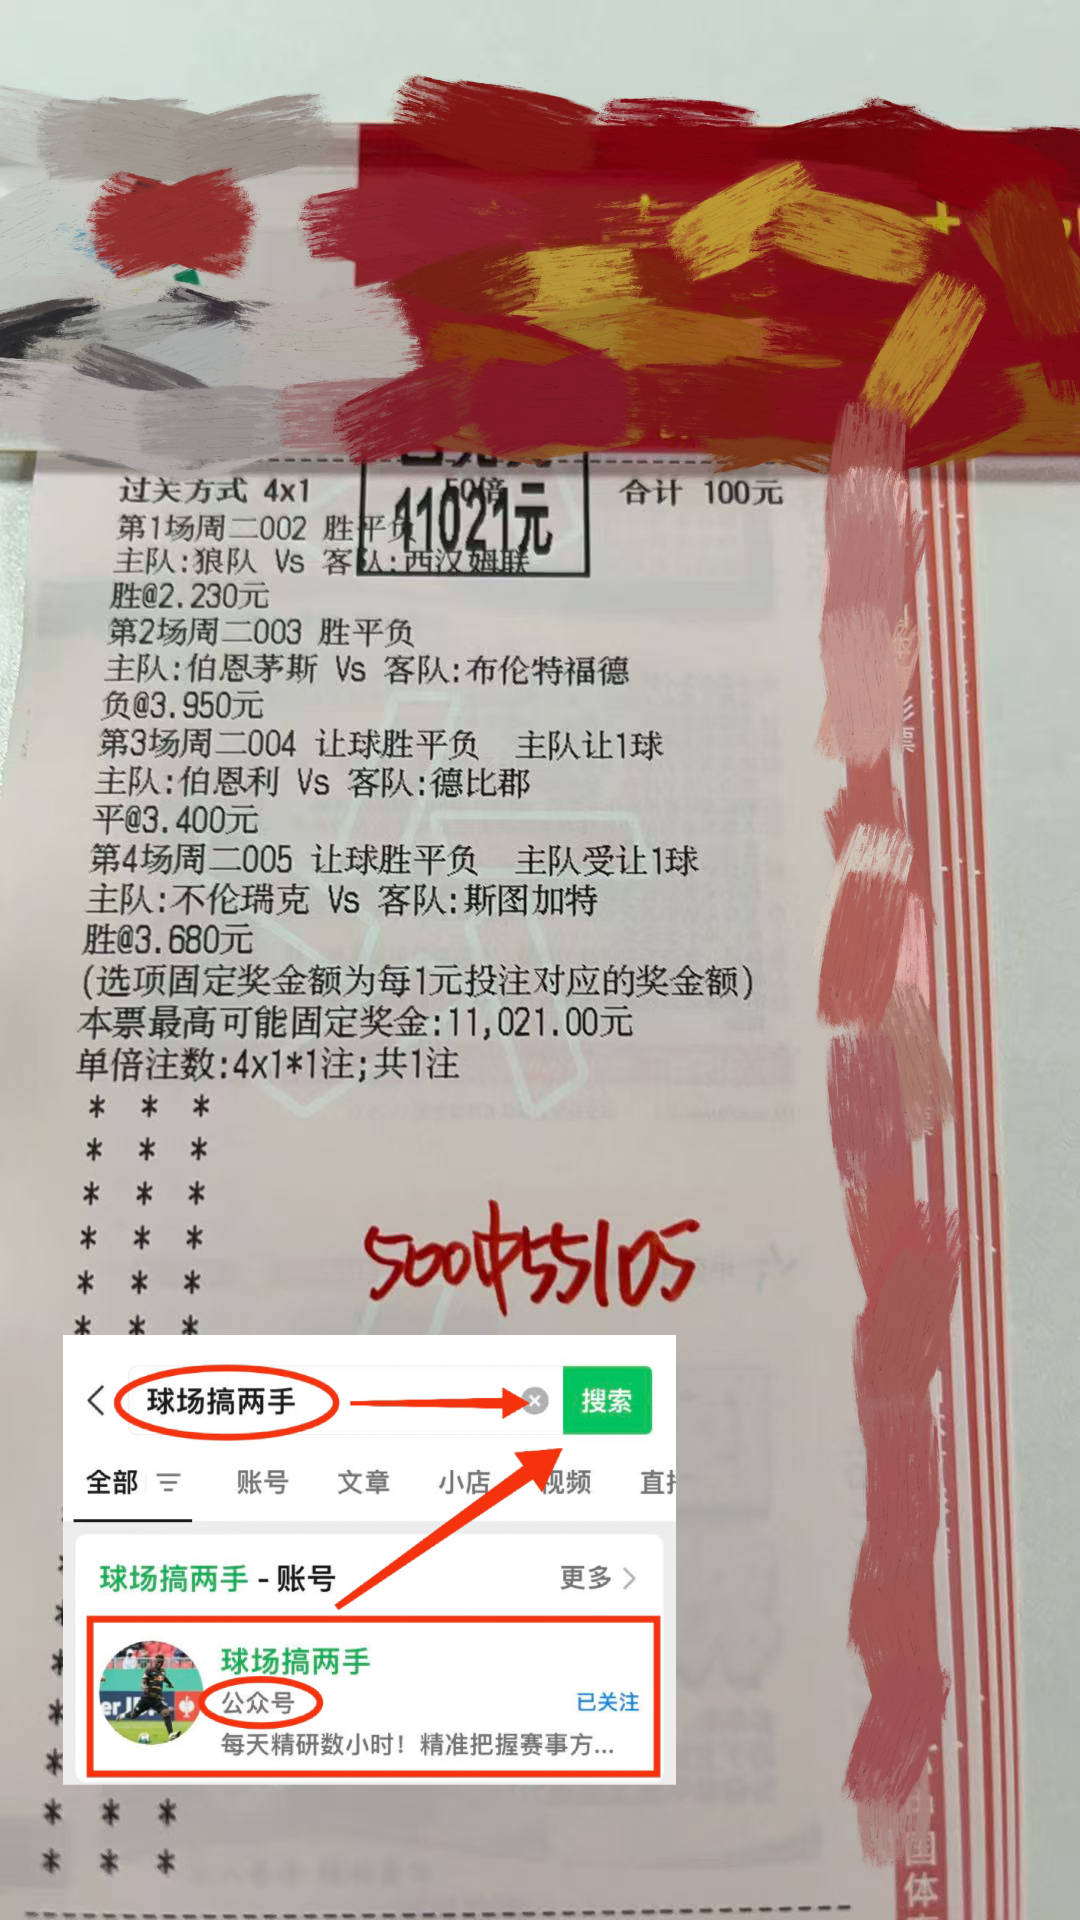 过关方式 4x1 50倍 合计 100元
11021元
第1场周二002 胜平负
主队:狼队 Vs 客队:西汉姆联
胜@2.230元
第2场周二003 胜平负
主队:伯恩茅斯 Vs 客队:布伦特福德
负@3.950元
第3场周二004 让球胜平负 主队让1球
主队:伯恩利 Vs 客队:德比郡
平@3.400元
第4场周二005 让球胜平负 主队受让1球
主队:不伦瑞克 Vs 客队:斯图加特
胜@3.680元
(选项固定奖金额为每1元投注对应的奖金额)
本票最高可能固定奖金:11,021.00元
单倍注数:4x1*1注;共1注
* * *
* * *
* * *
* * *
* * *
* * *
500中55105
球场搞两手
搜索
全部 账号 文章 小店 视频
球场搞两手 - 账号 更多
球场搞两手
公众号
已关注
每天精研数小时！精准把握赛事方...
* * *
* * *
国体